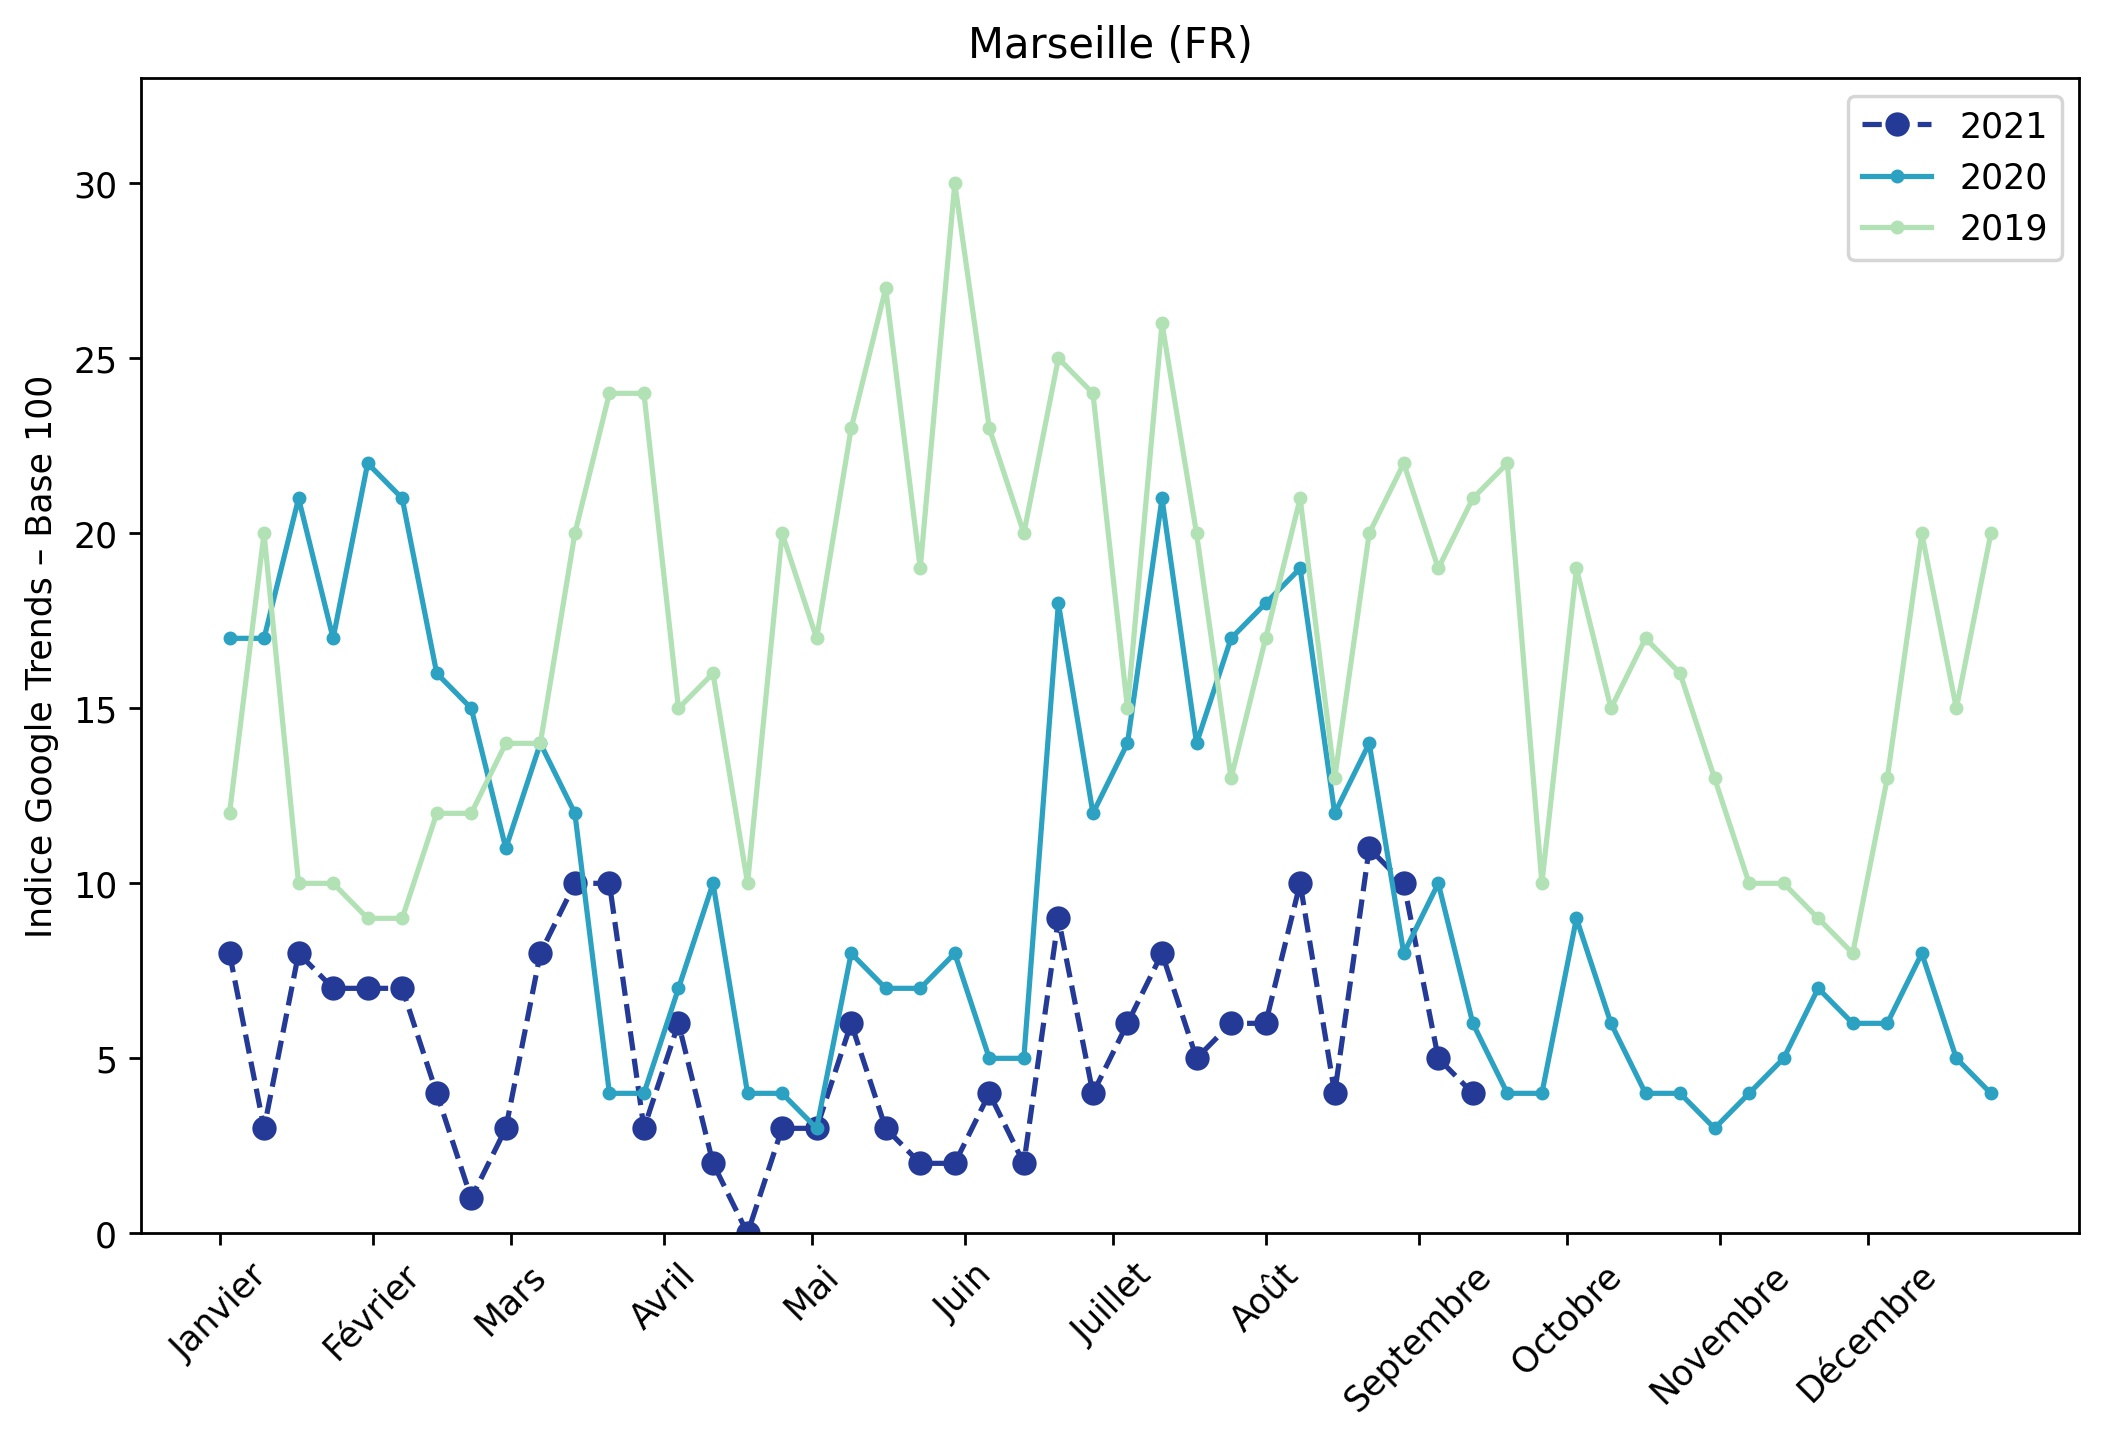 Marseille (FR)
2021
2020
2019
Indice Google Trends – Base 100
30
25
20
15
10
5
0
Janvier
Février
Mars
Avril
Mai
Juin
Juillet
Août
Septembre
Octobre
Novembre
Décembre